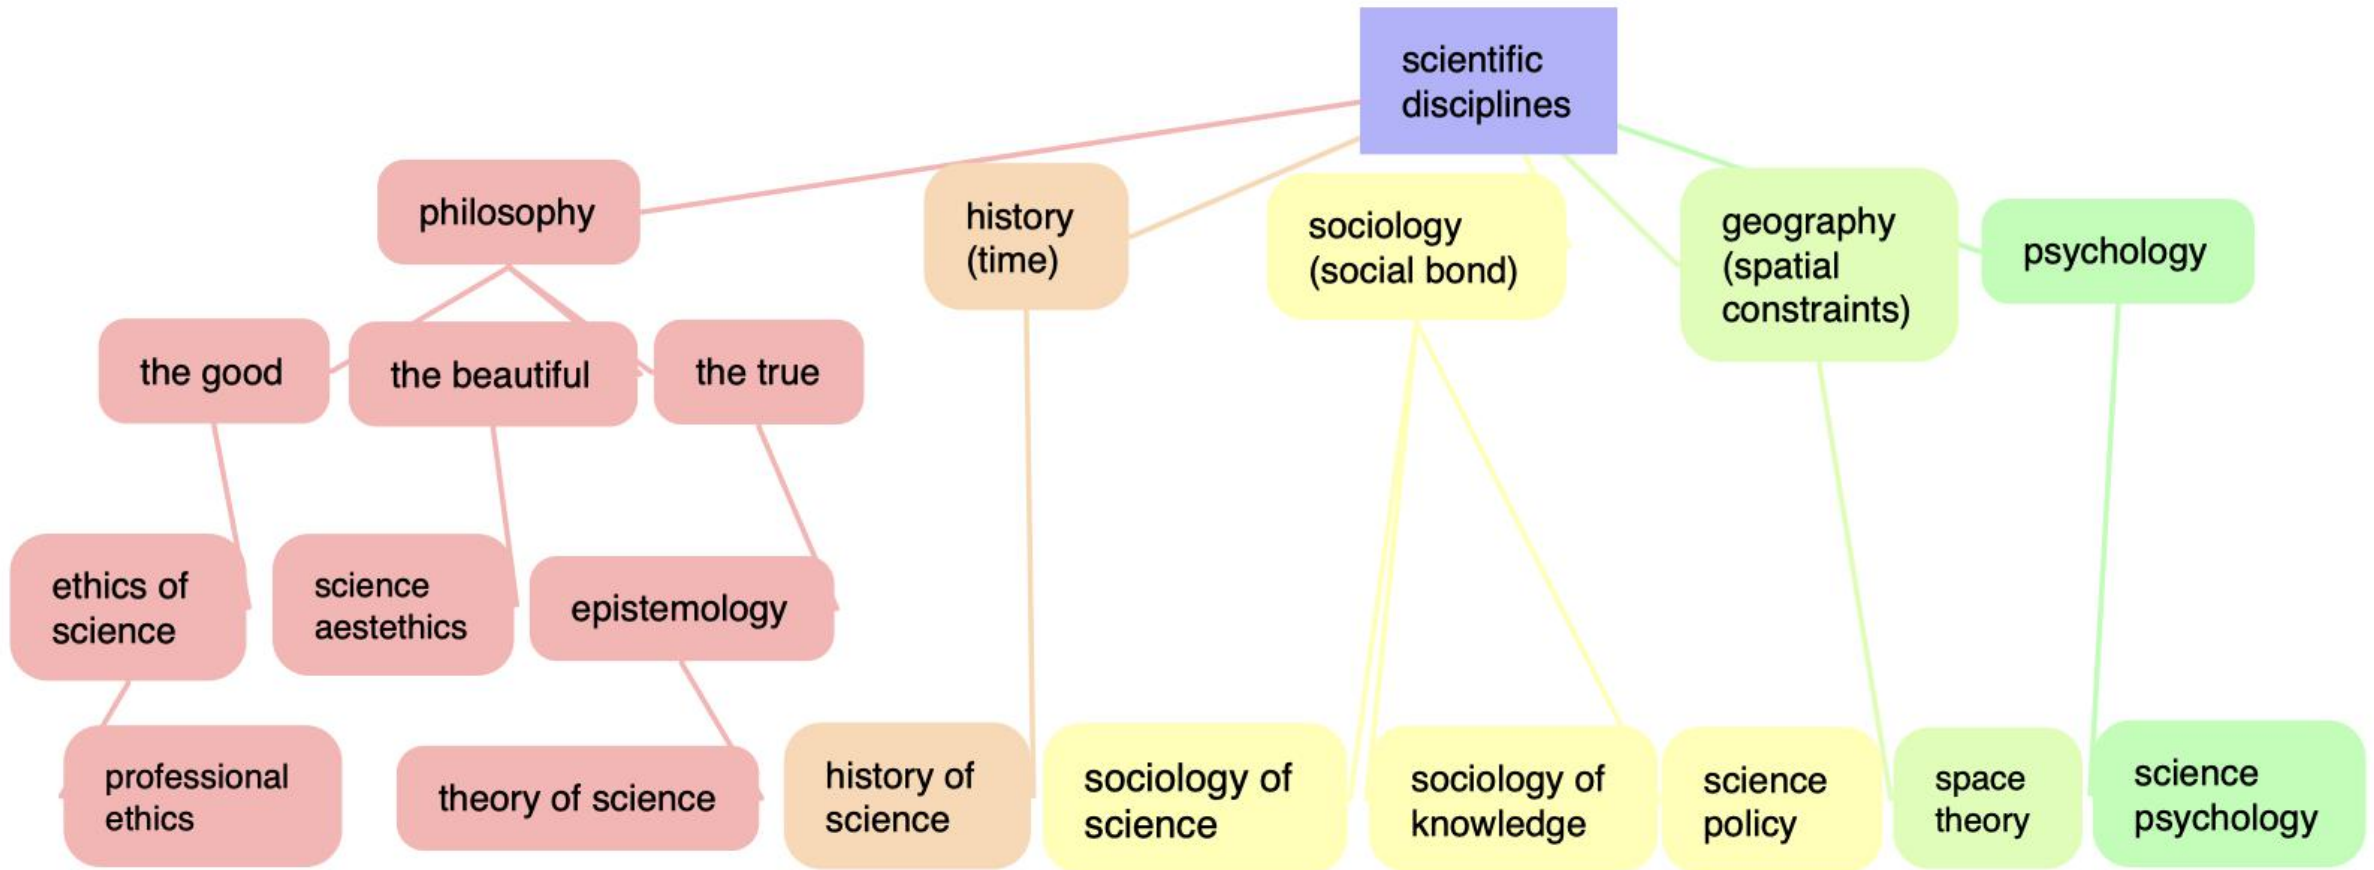 scientific
disciplines
philosophy
history
(time)
sociology
(social bond)
geography
(spatial
constraints)
psychology
the good
the beautiful
the true
ethics of
science
science
aestethics
epistemology
professional
ethics
theory of science
history of
science
sociology of
science
sociology of
knowledge
science
policy
space
theory
science
psychology